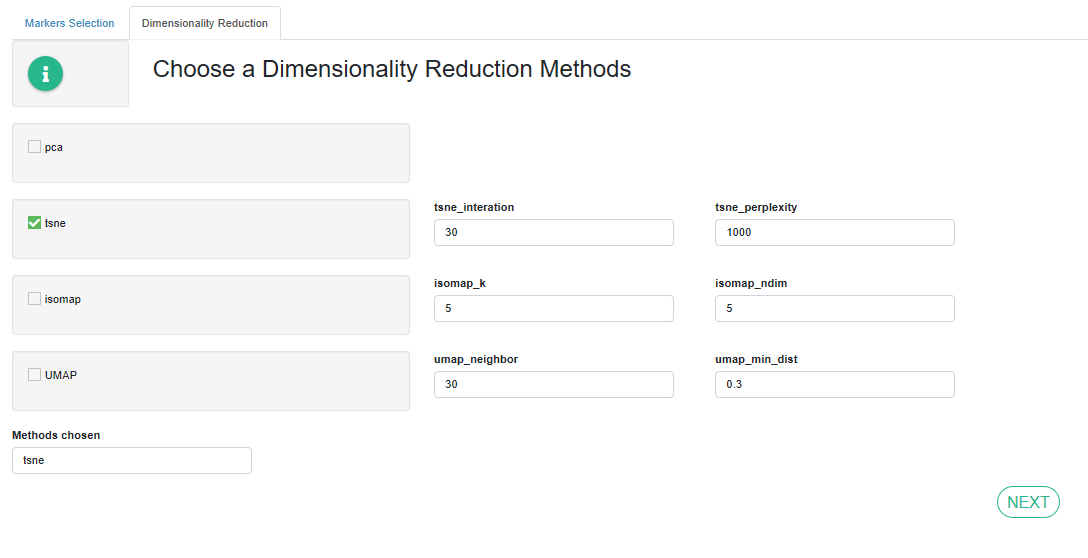 Markers Selection
Dimensionality Reduction
Choose a Dimensionality Reduction Methods
pca
tsne
tsne_interation
tsne_perplexity
30
1000
isomap
isomap_k
isomap_ndim
5
5
UMAP
umap_neighbor
umap_min_dist
30
0.3
Methods chosen
tsne
NEXT